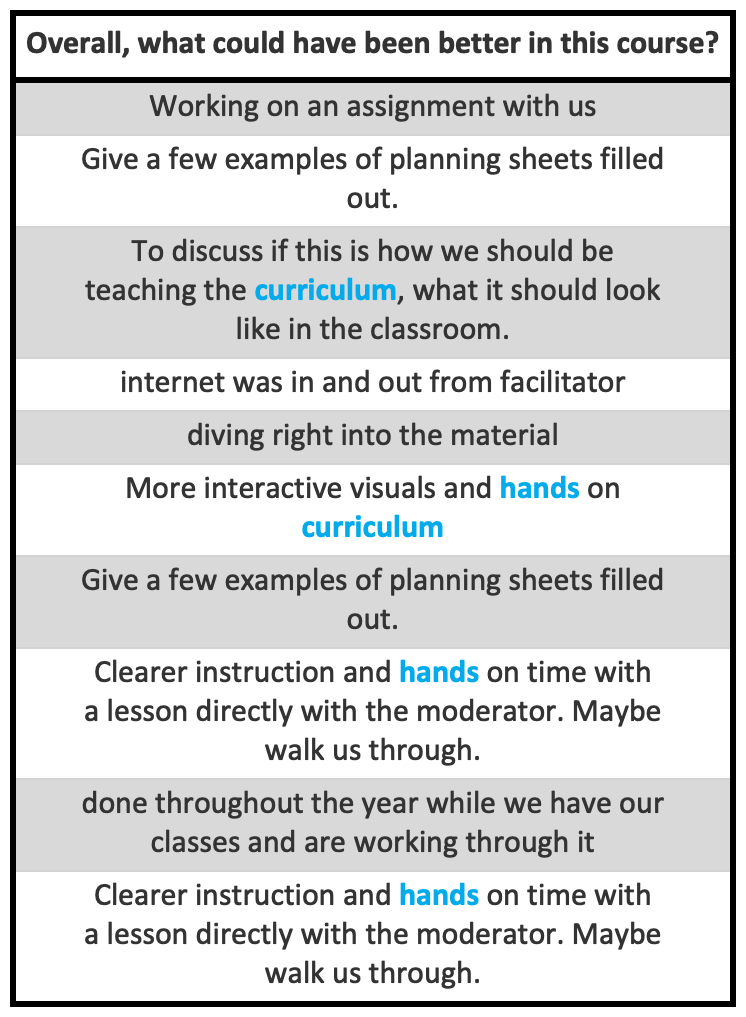 Overall, what could have been better in this course?
Working on an assignment with us
Give a few examples of planning sheets filled
out.
To discuss if this is how we should be
teaching the curriculum, what it should look
like in the classroom.
internet was in and out from facilitator
diving right into the material
More interactive visuals and hands on
curriculum
Give a few examples of planning sheets filled
out.
Clearer instruction and hands on time with
a lesson directly with the moderator. Maybe
walk us through.
done throughout the year while we have our
classes and are working through it
Clearer instruction and hands on time with
a lesson directly with the moderator. Maybe
walk us through.